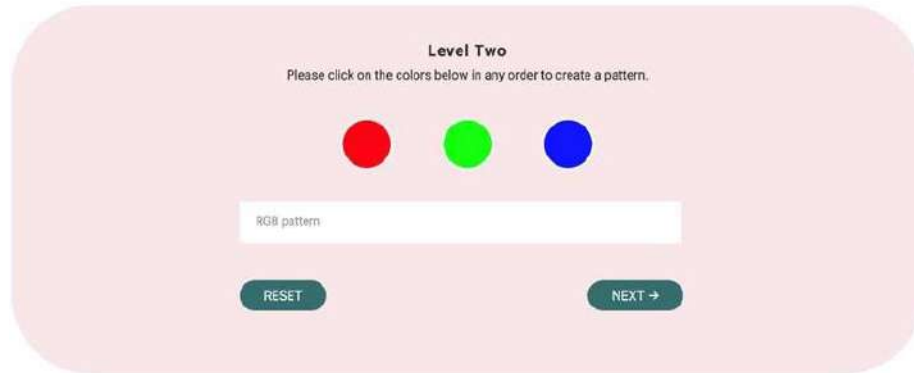 Level Two
Please click on the colors below in any order to create a pattern.
RGB pattern
RESET
NEXT →